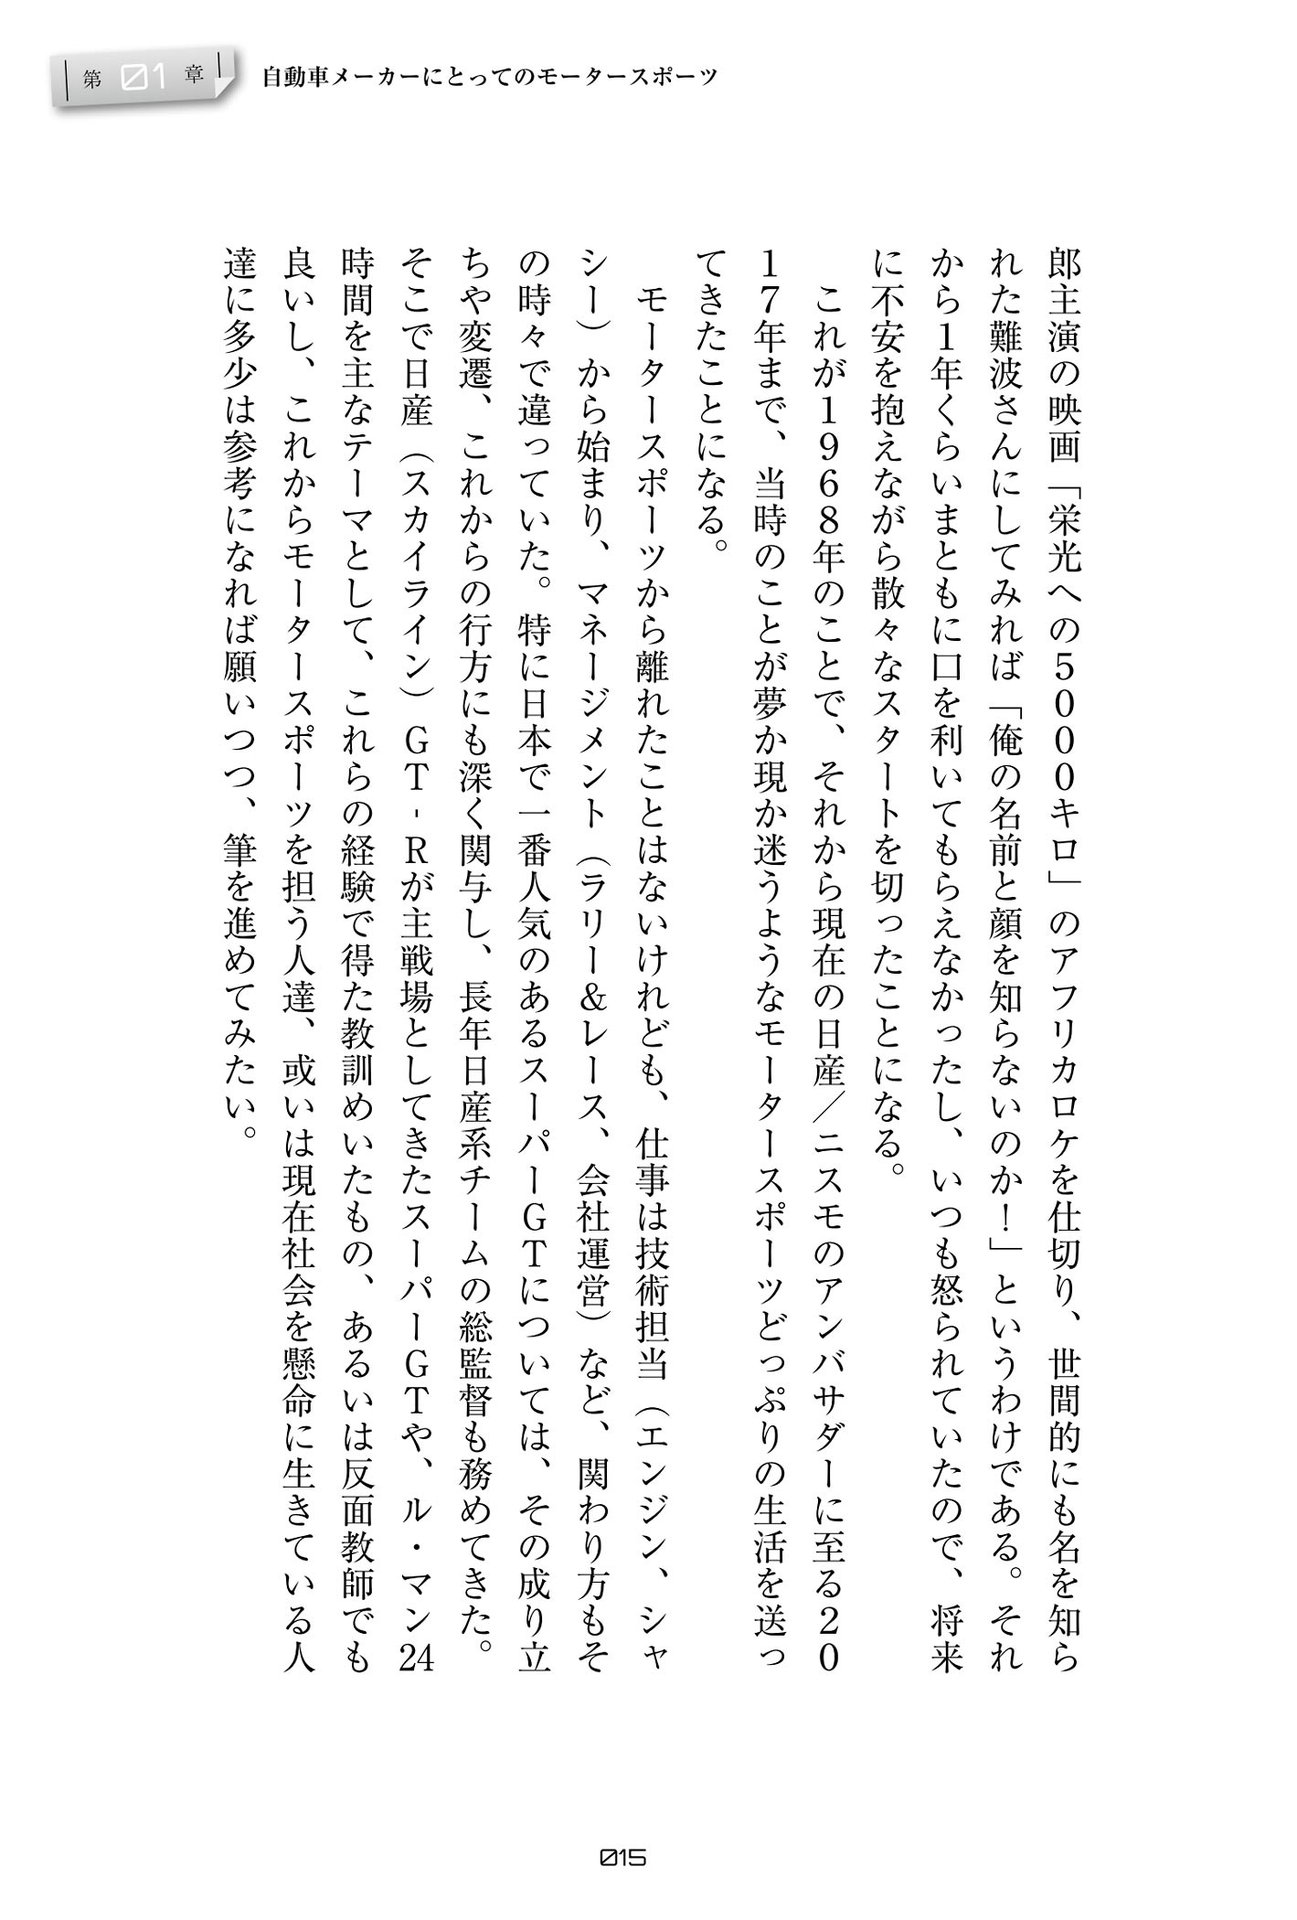 第01章
自動車メーカーにとってのモータースポーツ
郎主演の映画「栄光への5000キロ」のアフリカロケを仕切り、世間的にも名を知ら
れた難波さんにしてみれば「俺の名前と顔を知らないのか！」というわけである。それ
から1年くらいまともに口を利いてもらえなかったし、いつも怒られていたので、将来
に不安を抱えながら散々なスタートを切ったことになる。
これが1968年のことで、それから現在の日産／ニスモのアンバサダーに至る20
17年まで、当時のことが夢か現か迷うようなモータースポーツどっぷりの生活を送っ
てきたことになる。
モータースポーツから離れたことはないけれども、仕事は技術担当（エンジン、シャ
シー）から始まり、マネージメント（ラリー＆レース、会社運営）など、関わり方もそ
の時々で違っていた。特に日本で一番人気のあるスーパーGTについては、その成り立
ちや変遷、これからの行方にも深く関与し、長年日産系チームの総監督も務めてきた。
そこで日産（スカイライン）GT-Rが主戦場としてきたスーパーGTや、ル・マン24
時間を主なテーマとして、これらの経験で得た教訓めいたもの、あるいは反面教師でも
良いし、これからモータースポーツを担う人達、或いは現在社会を懸命に生きている人
達に多少は参考になれば願いつつ、筆を進めてみたい。
015